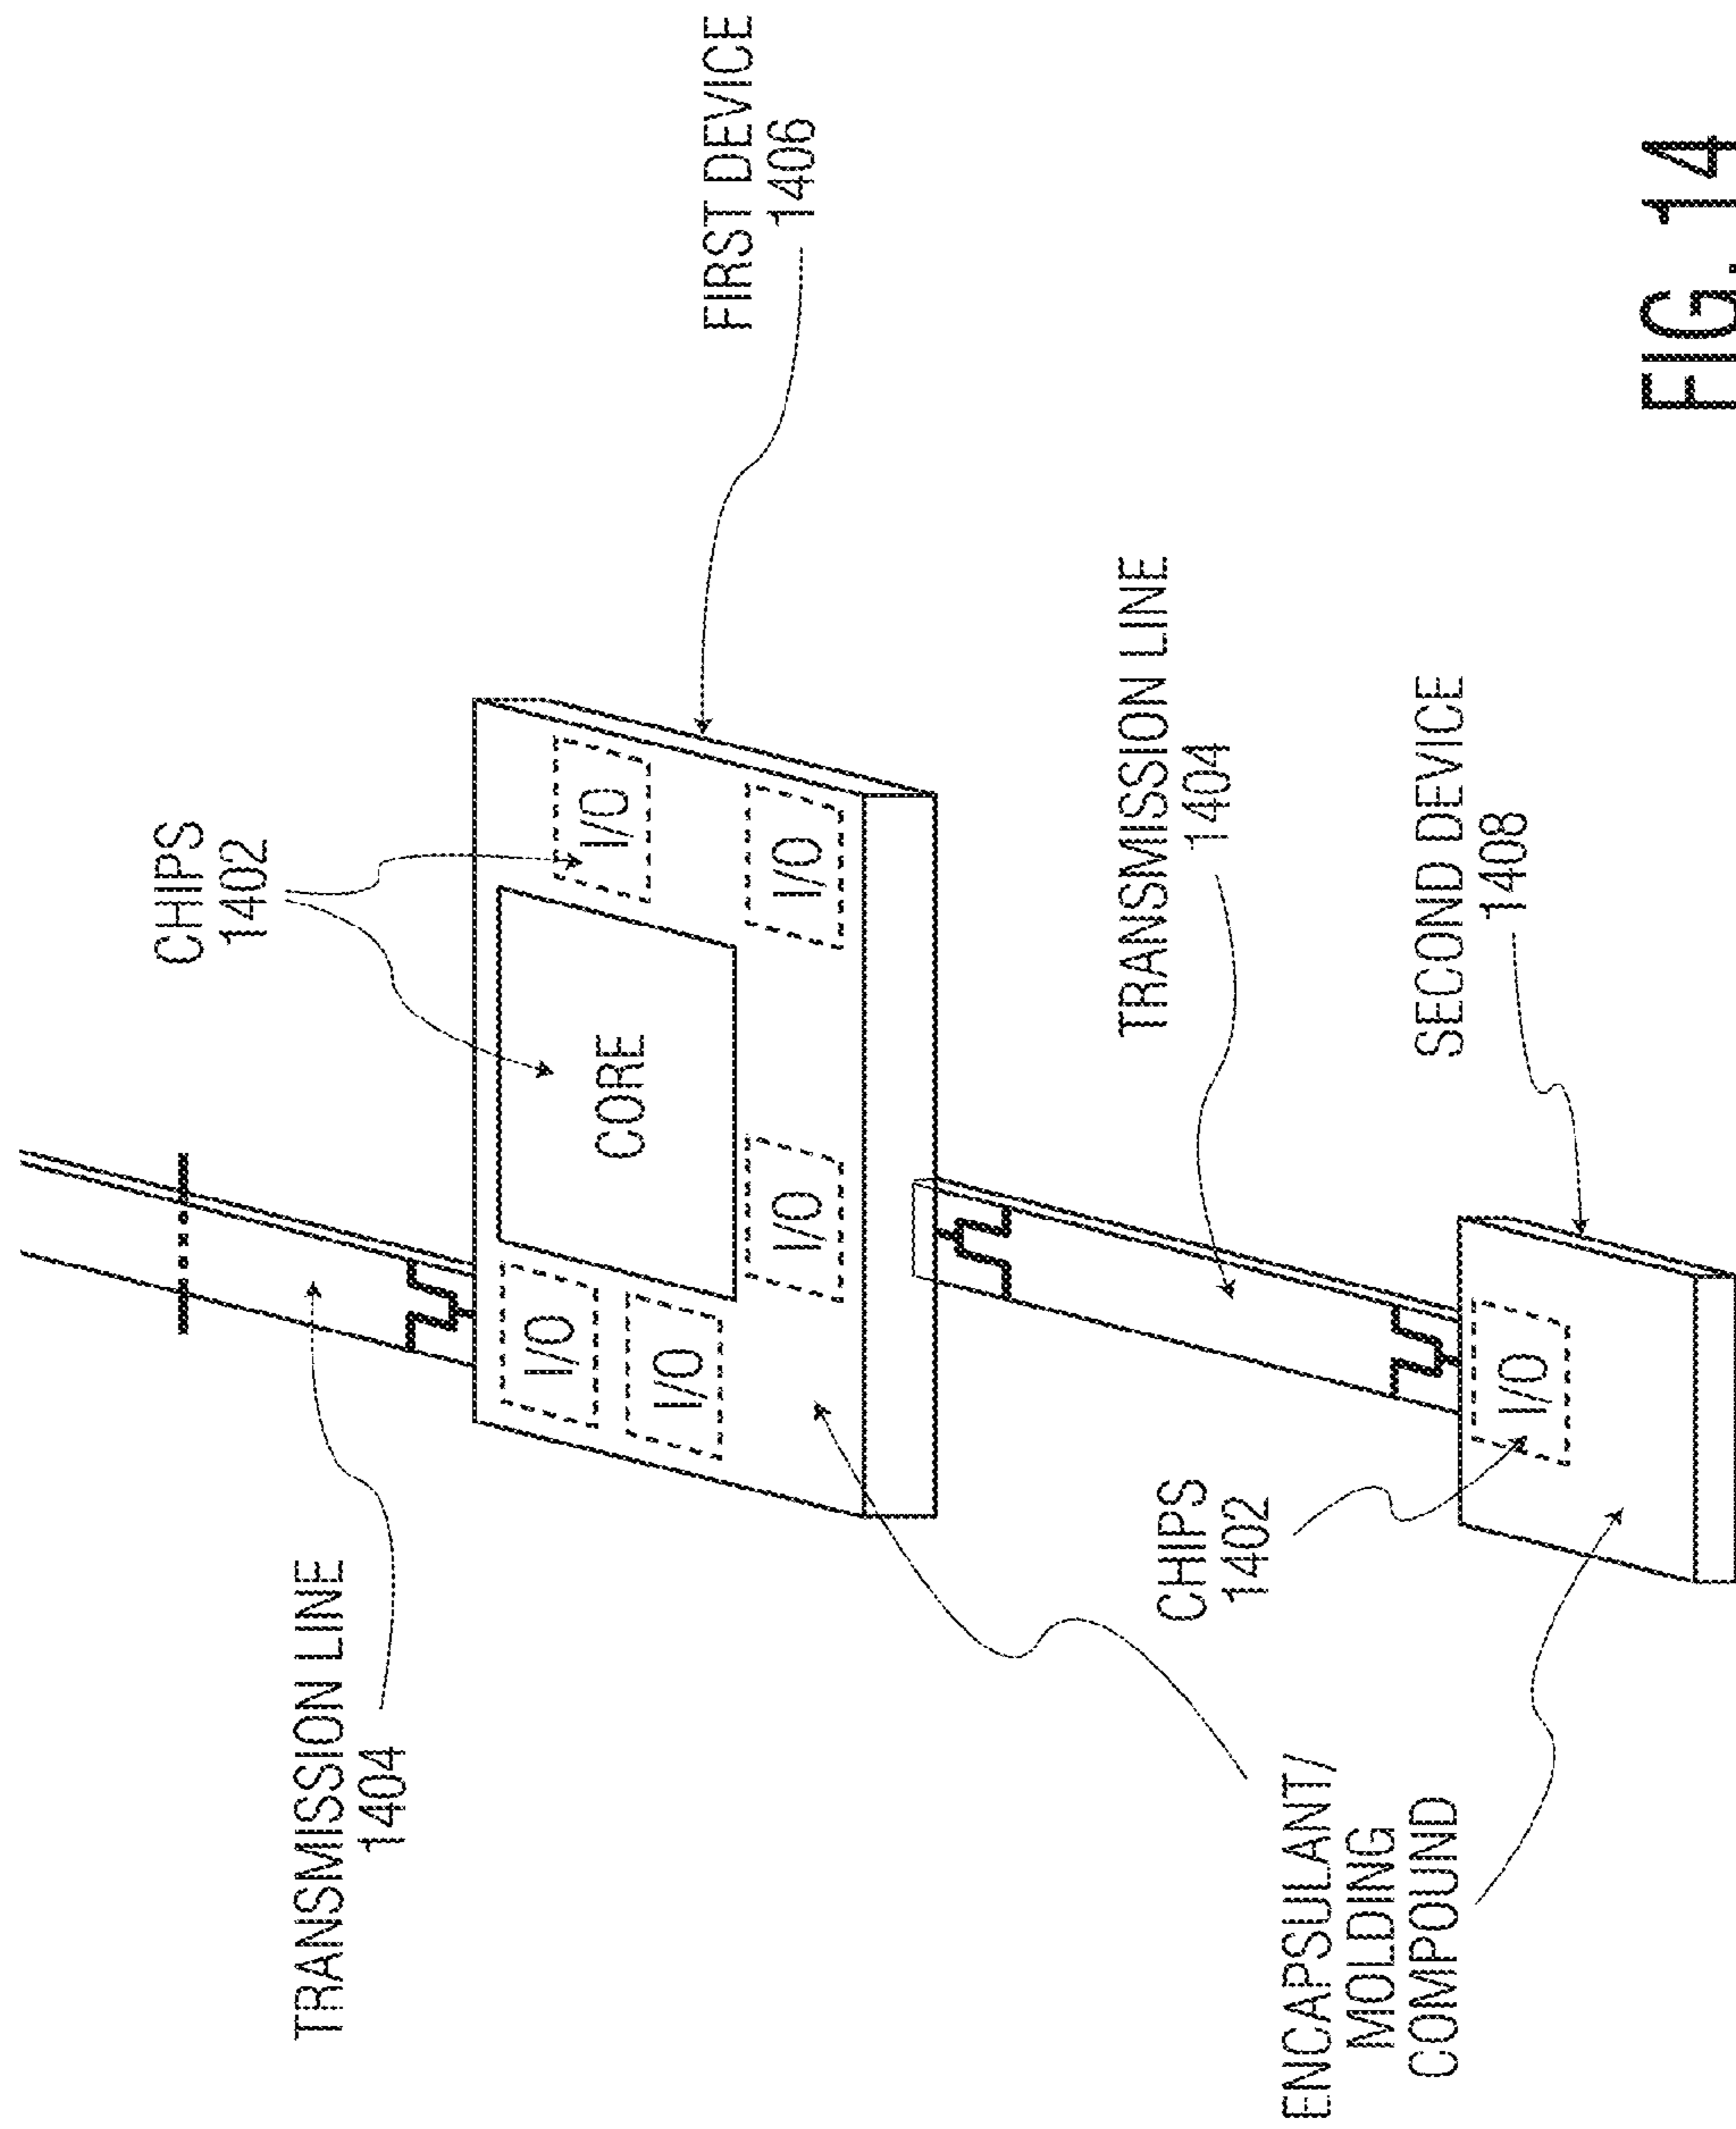 CHIPS
1402
TRANSMISSION LINE
1404
I/O
CORE
I/O
I/O
FIRST DEVICE
1406
I/O
I/O
TRANSMISSION LINE
1404
CHIPS
1402
ENCAPSULANT/
MOLDING
COMPOUND
SECOND DEVICE
1408
I/O
FIG. 14